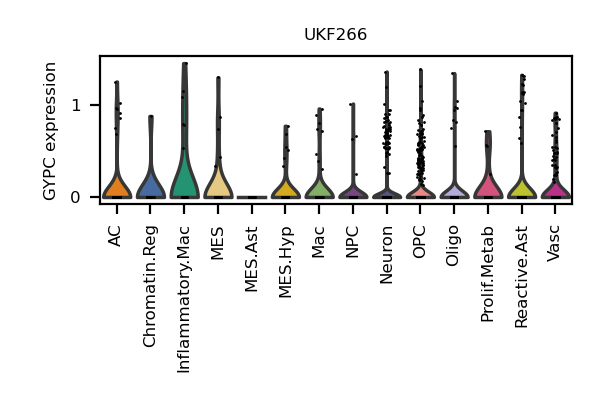 UKF266
GYPC expression
1
0
AC
Chromatin.Reg
Inflammatory.Mac
MES
MES.Ast
MES.Hyp
Mac
NPC
Neuron
OPC
Oligo
Prolif.Metab
Reactive.Ast
Vasc